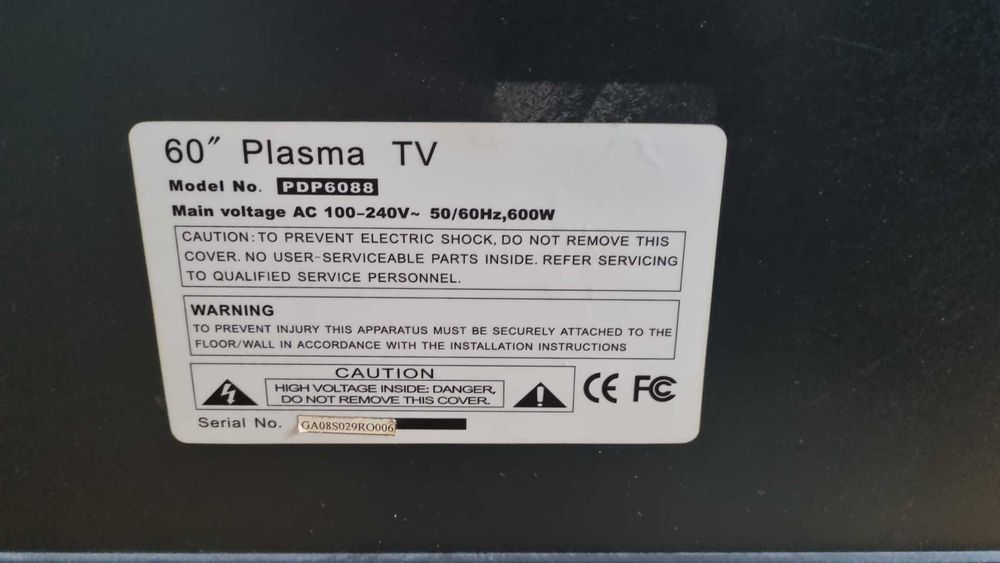 60" Plasma TV
Model No. PDP6088
Main voltage AC 100-240V~ 50/60Hz,600W
CAUTION: TO PREVENT ELECTRIC SHOCK, DO NOT REMOVE THIS
COVER. NO USER-SERVICEABLE PARTS INSIDE. REFER SERVICING
TO QUALIFIED SERVICE PERSONNEL.
WARNING
TO PREVENT INJURY THIS APPARATUS MUST BE SECURELY ATTACHED TO THE
FLOOR/WALL IN ACCORDANCE WITH THE INSTALLATION INSTRUCTIONS
CAUTION
HIGH VOLTAGE INSIDE: DANGER,
DO NOT REMOVE THIS COVER.
CE FC
Serial No. GA08S029RO006